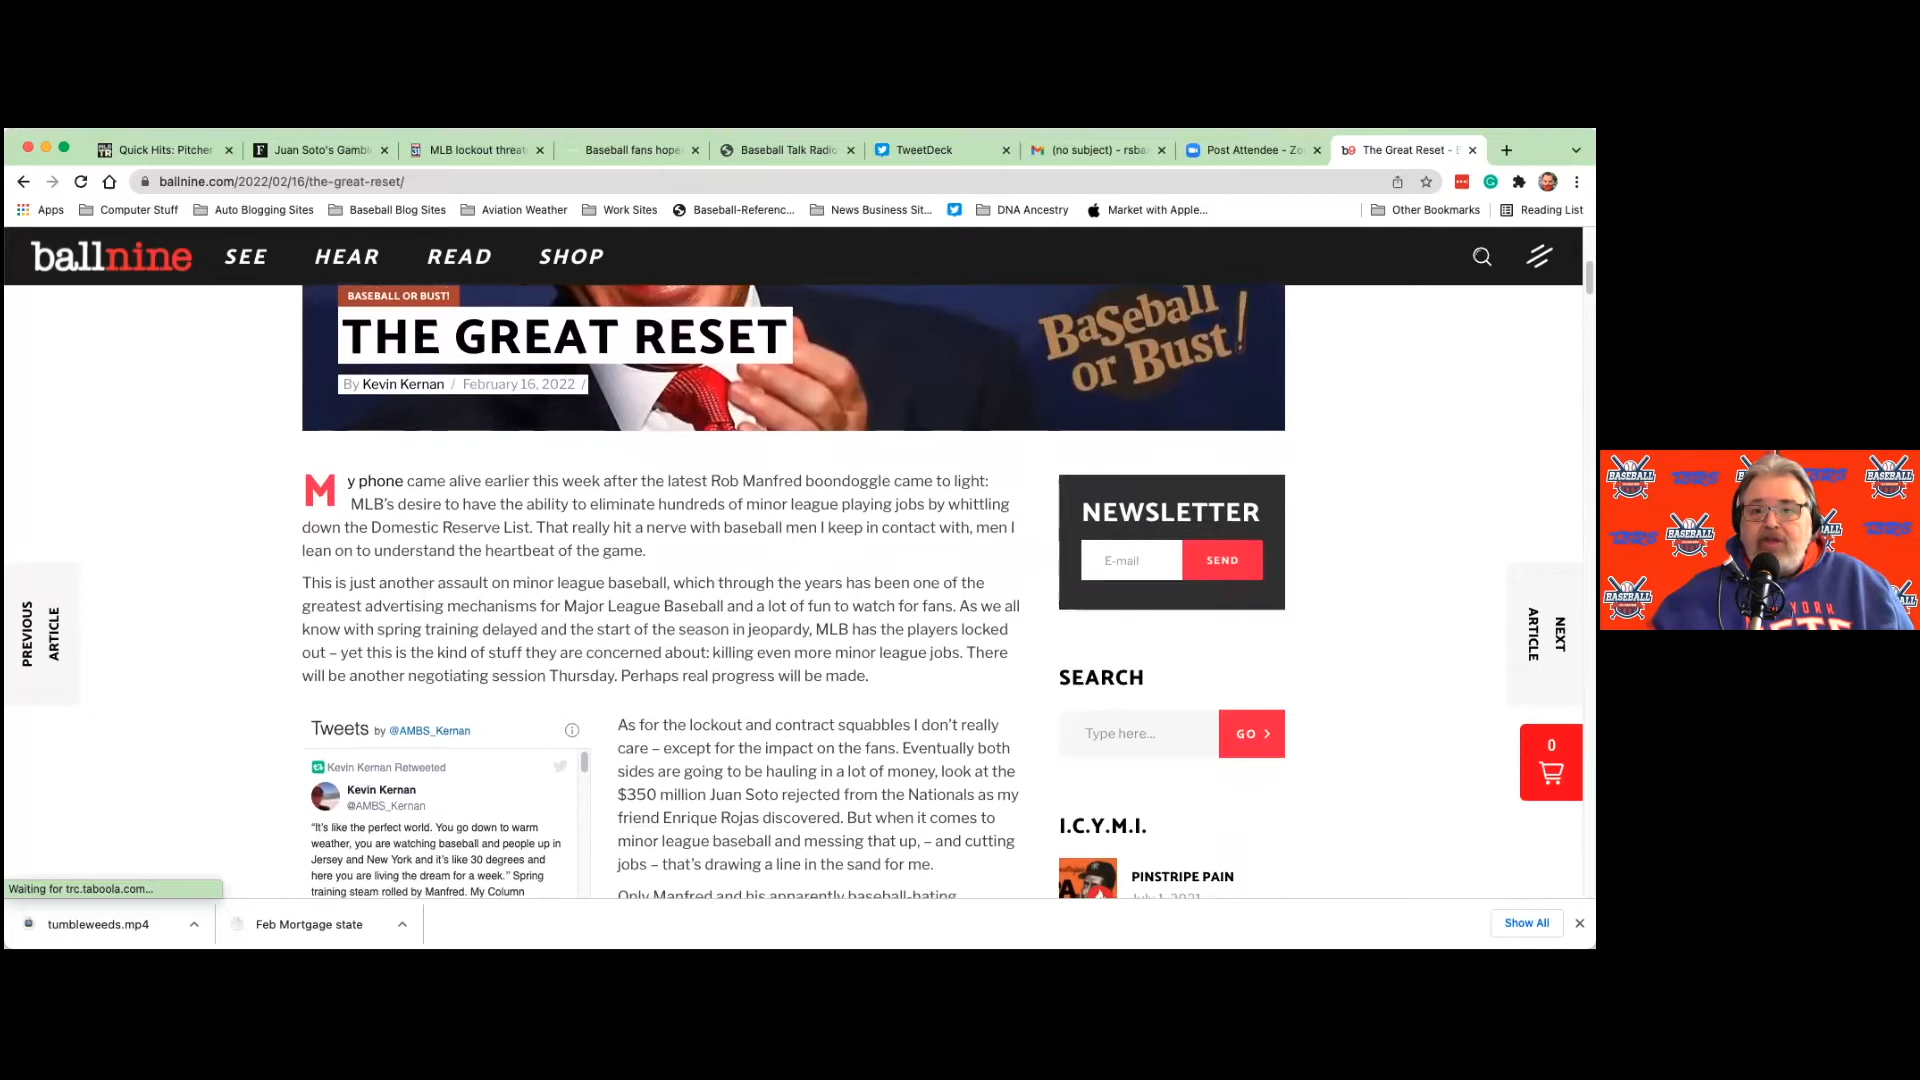 Quick Hits: Pitcher
Juan Soto's Gambl
MLB lockout threat
Baseball fans hope
Baseball Talk Radio
TweetDeck
(no subject) - rsba
Post Attendee - Zo
b9 The Great Reset - B
ballnine.com/2022/02/16/the-great-reset/
Apps
Computer Stuff
Auto Blogging Sites
Baseball Blog Sites
Aviation Weather
Work Sites
Baseball-Referenc...
News Business Sit...
DNA Ancestry
Market with Apple...
Other Bookmarks
Reading List
ballnine SEE HEAR READ SHOP
BASEBALL OR BUST!
THE GREAT RESET
By Kevin Kernan / February 16, 2022 /
BaSeball
or Bust!
My phone came alive earlier this week after the latest Rob Manfred boondoggle came to light:
MLB's desire to have the ability to eliminate hundreds of minor league playing jobs by whittling
down the Domestic Reserve List. That really hit a nerve with baseball men I keep in contact with, men I
lean on to understand the heartbeat of the game.
This is just another assault on minor league baseball, which through the years has been one of the
greatest advertising mechanisms for Major League Baseball and a lot of fun to watch for fans. As we all
know with spring training delayed and the start of the season in jeopardy, MLB has the players locked
out – yet this is the kind of stuff they are concerned about: killing even more minor league jobs. There
will be another negotiating session Thursday. Perhaps real progress will be made.
Tweets by @AMBS_Kernan
Kevin Kernan Retweeted
Kevin Kernan
@AMBS_Kernan
"It's like the perfect world. You go down to warm
weather, you are watching baseball and people up in
Jersey and New York and it's like 30 degrees and
here you are living the dream for a week." Spring
training steam rolled by Manfred. My Column
As for the lockout and contract squabbles I don't really
care – except for the impact on the fans. Eventually both
sides are going to be hauling in a lot of money, look at the
$350 million Juan Soto rejected from the Nationals as my
friend Enrique Rojas discovered. But when it comes to
minor league baseball and messing that up, – and cutting
jobs – that's drawing a line in the sand for me.
Only Manfred and his apparently baseball-hating
NEWSLETTER
E-mail
SEND
SEARCH
Type here...
GO
I.C.Y.M.I.
PINSTRIPE PAIN
July 1, 2021
PREVIOUS
ARTICLE
NEXT
ARTICLE
0
Waiting for trc.taboola.com...
tumbleweeds.mp4
Feb Mortgage state
Show All
BASEBALL
BASEBALL
BASEBALL
BASEBALL
YORK